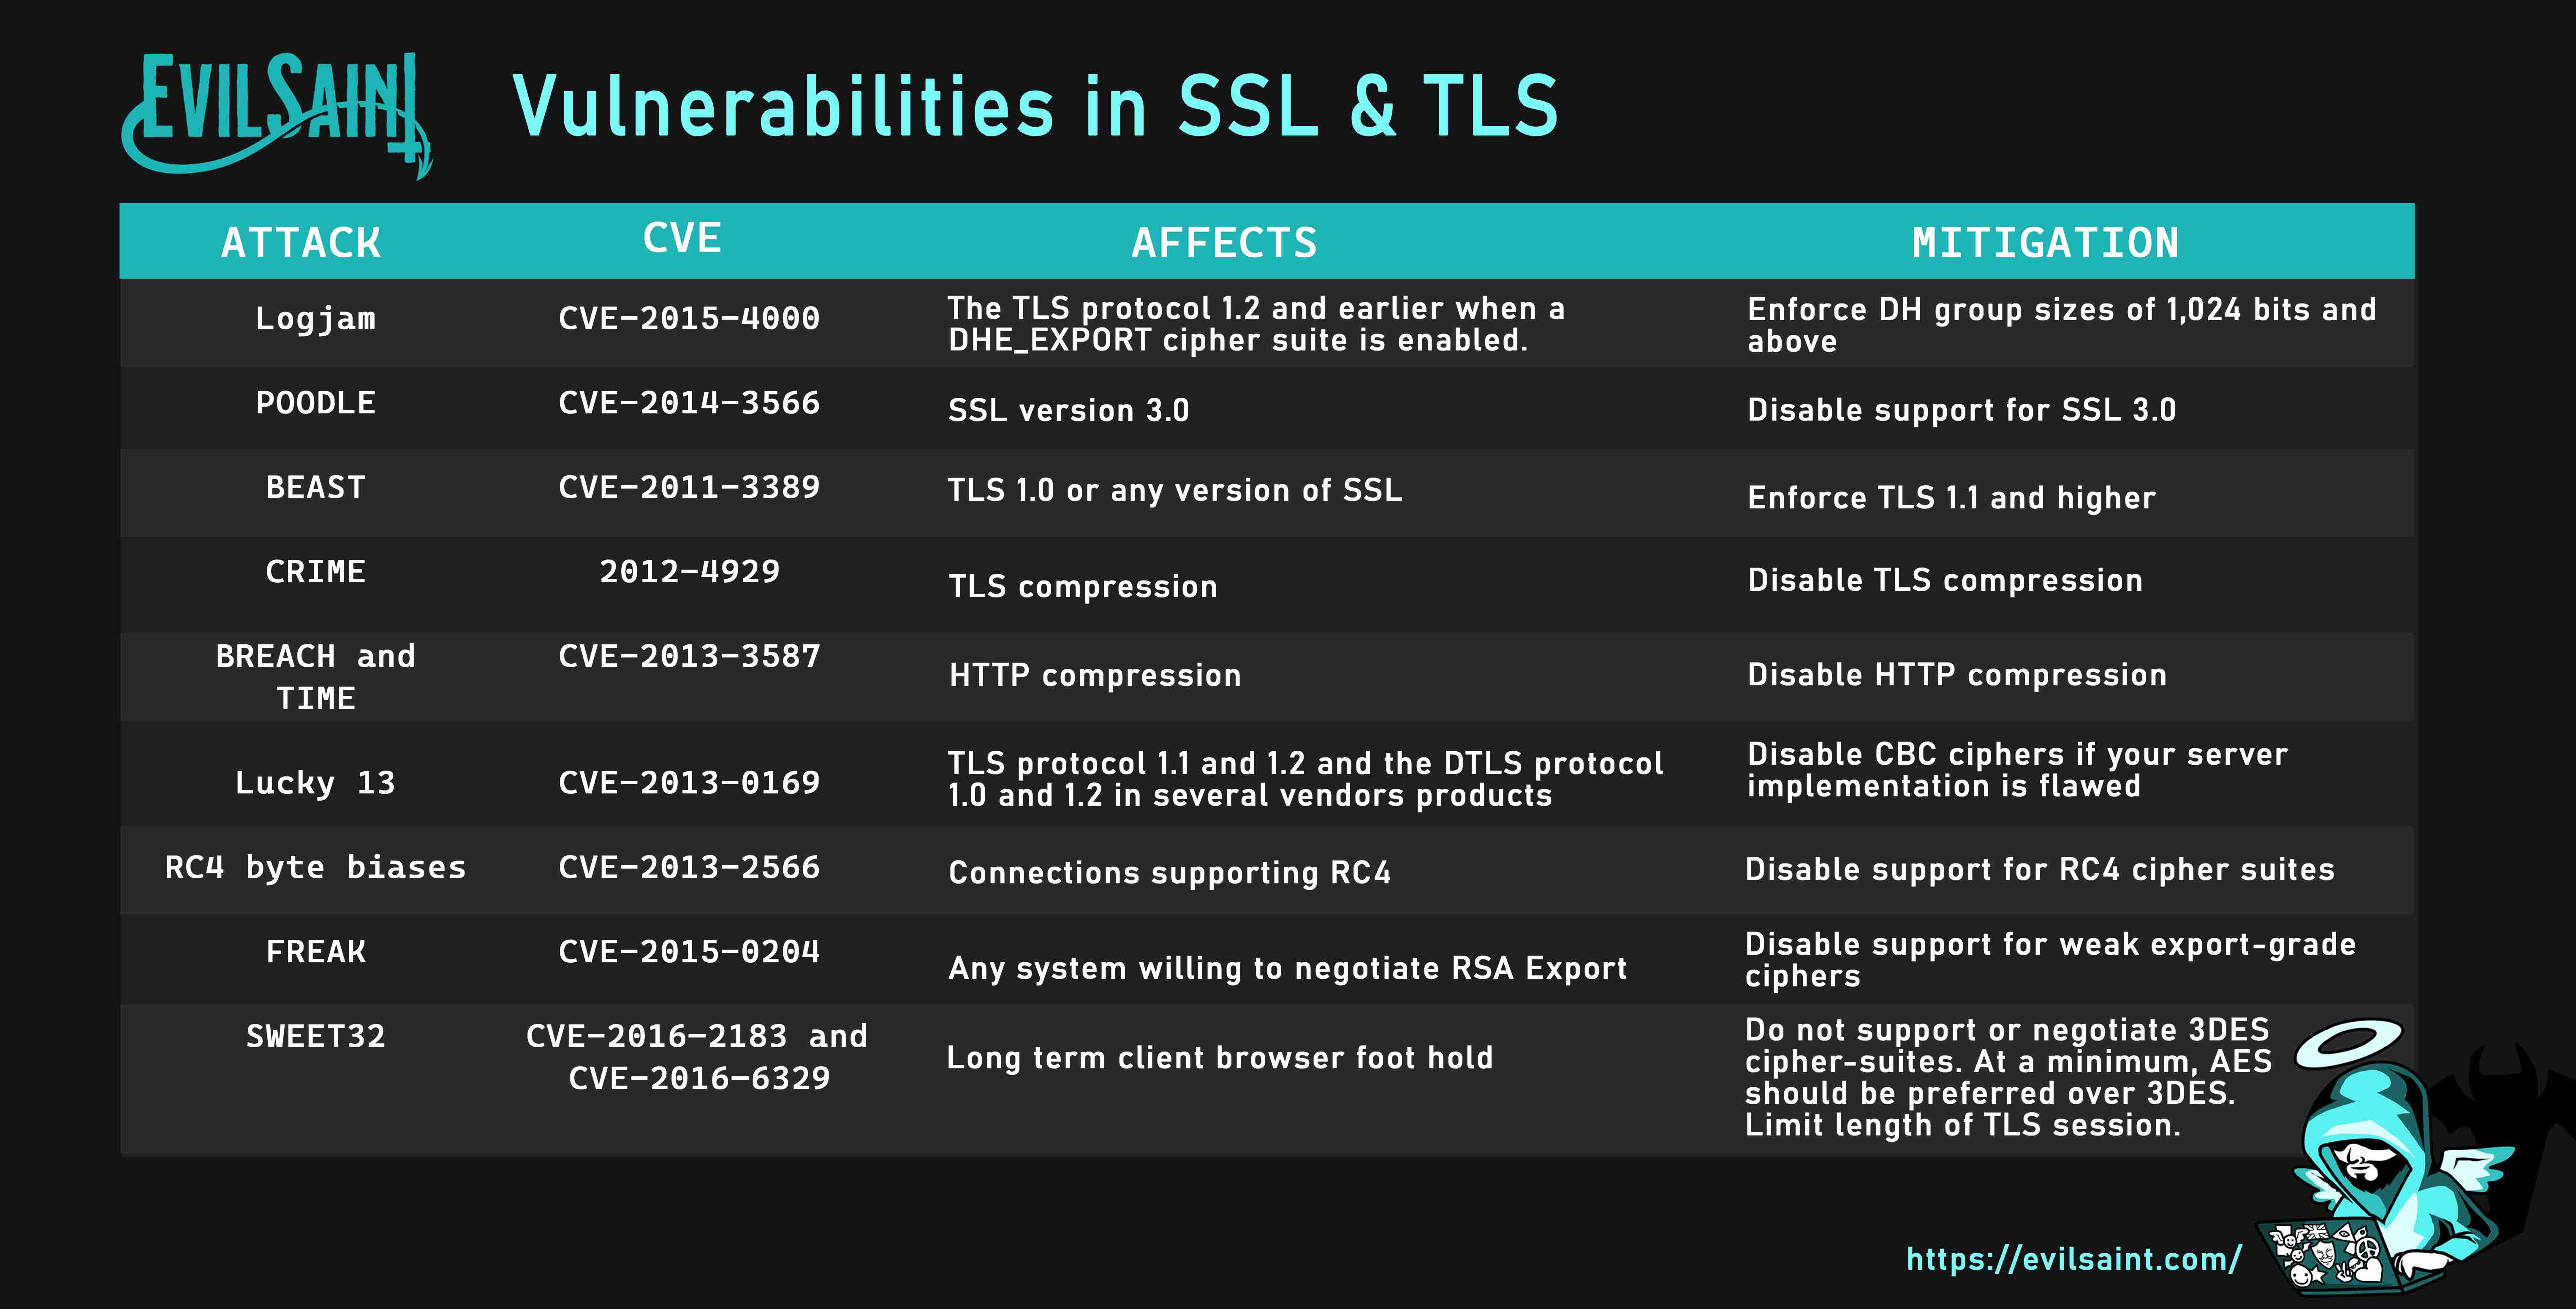 EVILSAINT
Vulnerabilities in SSL & TLS
ATTACK CVE AFFECTS MITIGATION
Logjam
CVE-2015-4000
The TLS protocol 1.2 and earlier when a
DHE_EXPORT cipher suite is enabled.
Enforce DH group sizes of 1,024 bits and
above
POODLE
CVE-2014-3566
SSL version 3.0
Disable support for SSL 3.0
BEAST
CVE-2011-3389
TLS 1.0 or any version of SSL
Enforce TLS 1.1 and higher
CRIME
2012-4929
TLS compression
Disable TLS compression
BREACH and
TIME
CVE-2013-3587
HTTP compression
Disable HTTP compression
Lucky 13
CVE-2013-0169
TLS protocol 1.1 and 1.2 and the DTLS protocol
1.0 and 1.2 in several vendors products
Disable CBC ciphers if your server
implementation is flawed
RC4 byte biases
CVE-2013-2566
Connections supporting RC4
Disable support for RC4 cipher suites
FREAK
CVE-2015-0204
Any system willing to negotiate RSA Export
Disable support for weak export-grade
ciphers
SWEET32
CVE-2016-2183 and
CVE-2016-6329
Long term client browser foot hold
Do not support or negotiate 3DES
cipher-suites. At a minimum, AES
should be preferred over 3DES.
Limit length of TLS session.
https://evilsaint.com/